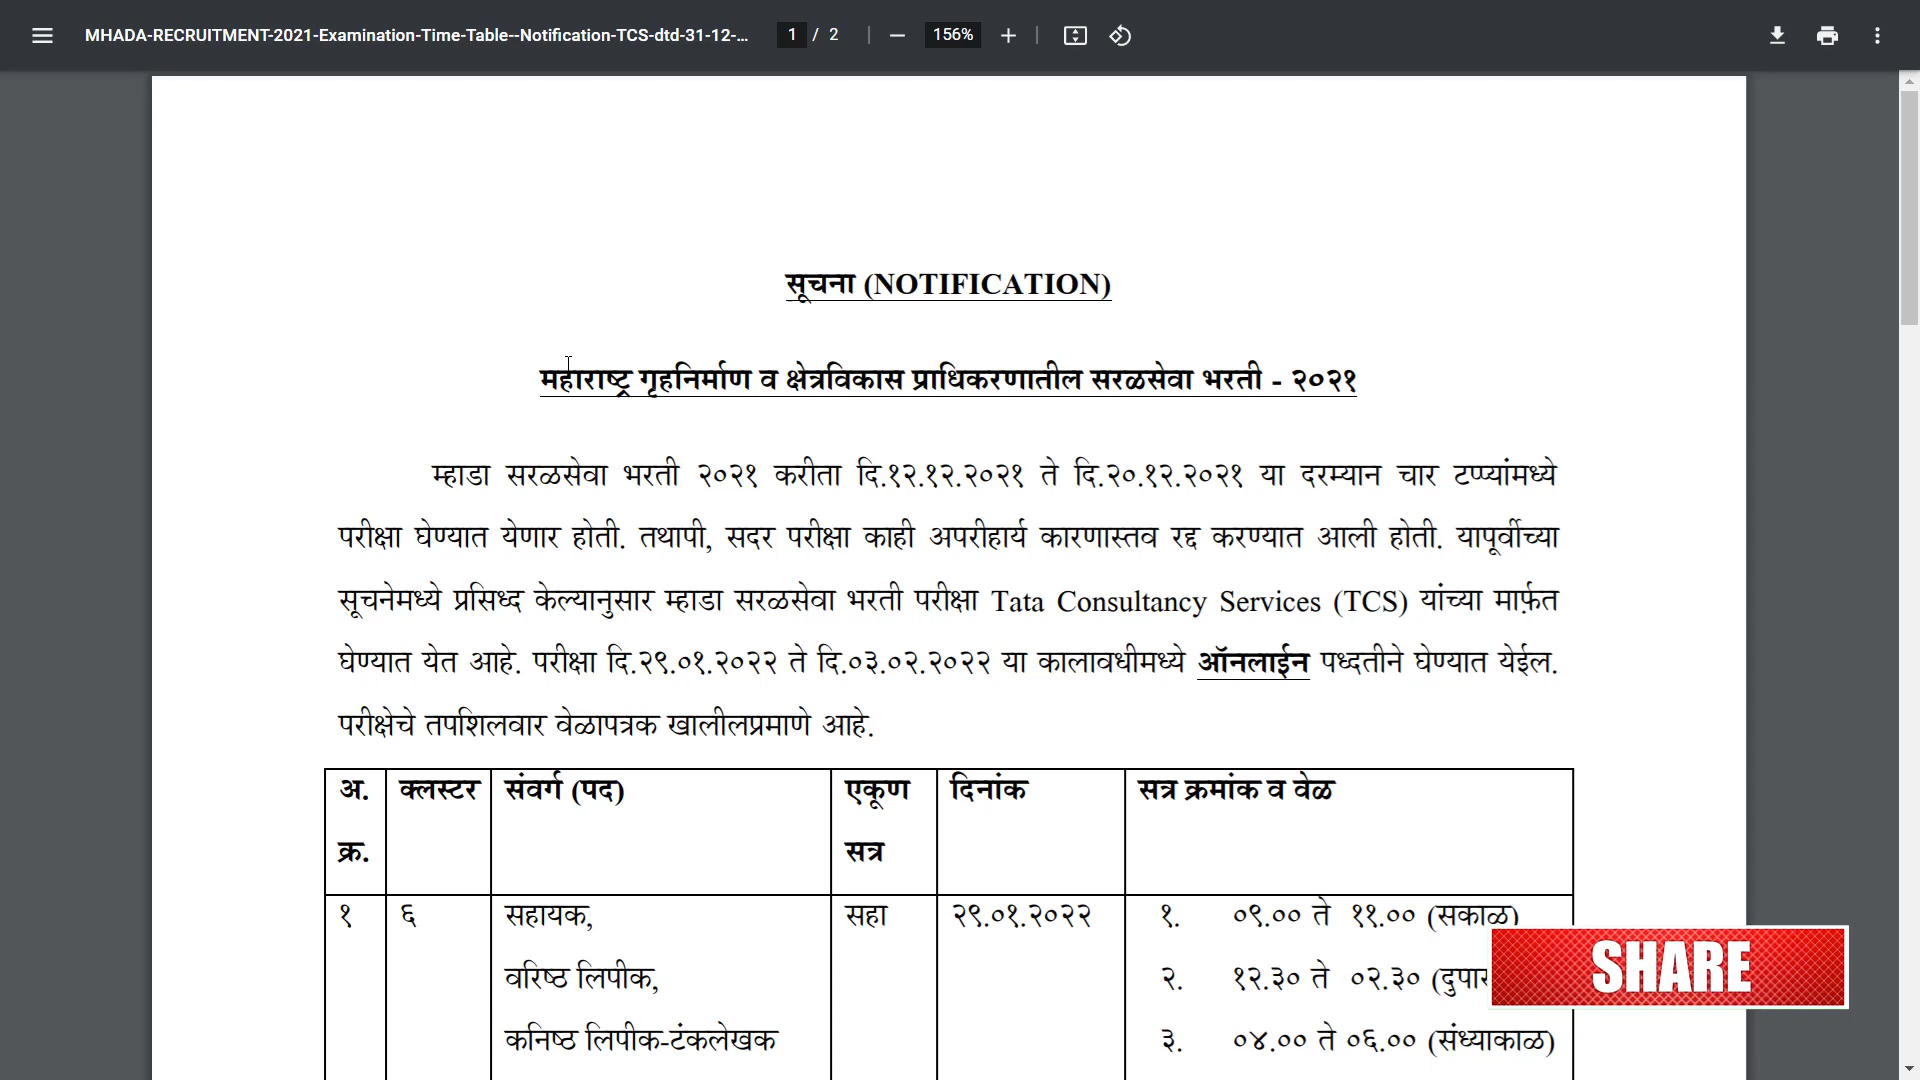 MHADA-RECRUITMENT-2021-Examination-Time-Table--Notification-TCS-dtd-31-12-... 1 / 2 156%
सूचना (NOTIFICATION)
महाराष्ट्र गृहनिर्माण व क्षेत्रविकास प्राधिकरणातील सरळसेवा भरती - २०२१
म्हाडा सरळसेवा भरती २०२१ करीता दि.१२.१२.२०२१ ते दि.२०.१२.२०२१ या दरम्यान चार टप्प्यांमध्ये
परीक्षा घेण्यात येणार होती. तथापी, सदर परीक्षा काही अपरीहार्य कारणास्तव रद्द करण्यात आली होती. यापूर्वीच्या
सूचनेमध्ये प्रसिध्द केल्यानुसार म्हाडा सरळसेवा भरती परीक्षा Tata Consultancy Services (TCS) यांच्या मार्फ़त
घेण्यात येत आहे. परीक्षा दि.२९.०१.२०२२ ते दि.०३.०२.२०२२ या कालावधीमध्ये ऑनलाईन पध्दतीने घेण्यात येईल.
परीक्षेचे तपशिलवार वेळापत्रक खालीलप्रमाणे आहे.
अ. क्लस्टर संवर्ग (पद) एकूण दिनांक सत्र क्रमांक व वेळ
क्र. सत्र
१ ६ सहायक, सहा २९.०१.२०२२ १. ०९.०० ते ११.०० (सकाळ)
वरिष्ठ लिपीक, २. १२.३० ते ०२.३०
कनिष्ठ लिपीक-टंकलेखक ३. ०४.०० ते ०६.०० (संध्याकाळ)
SHARE